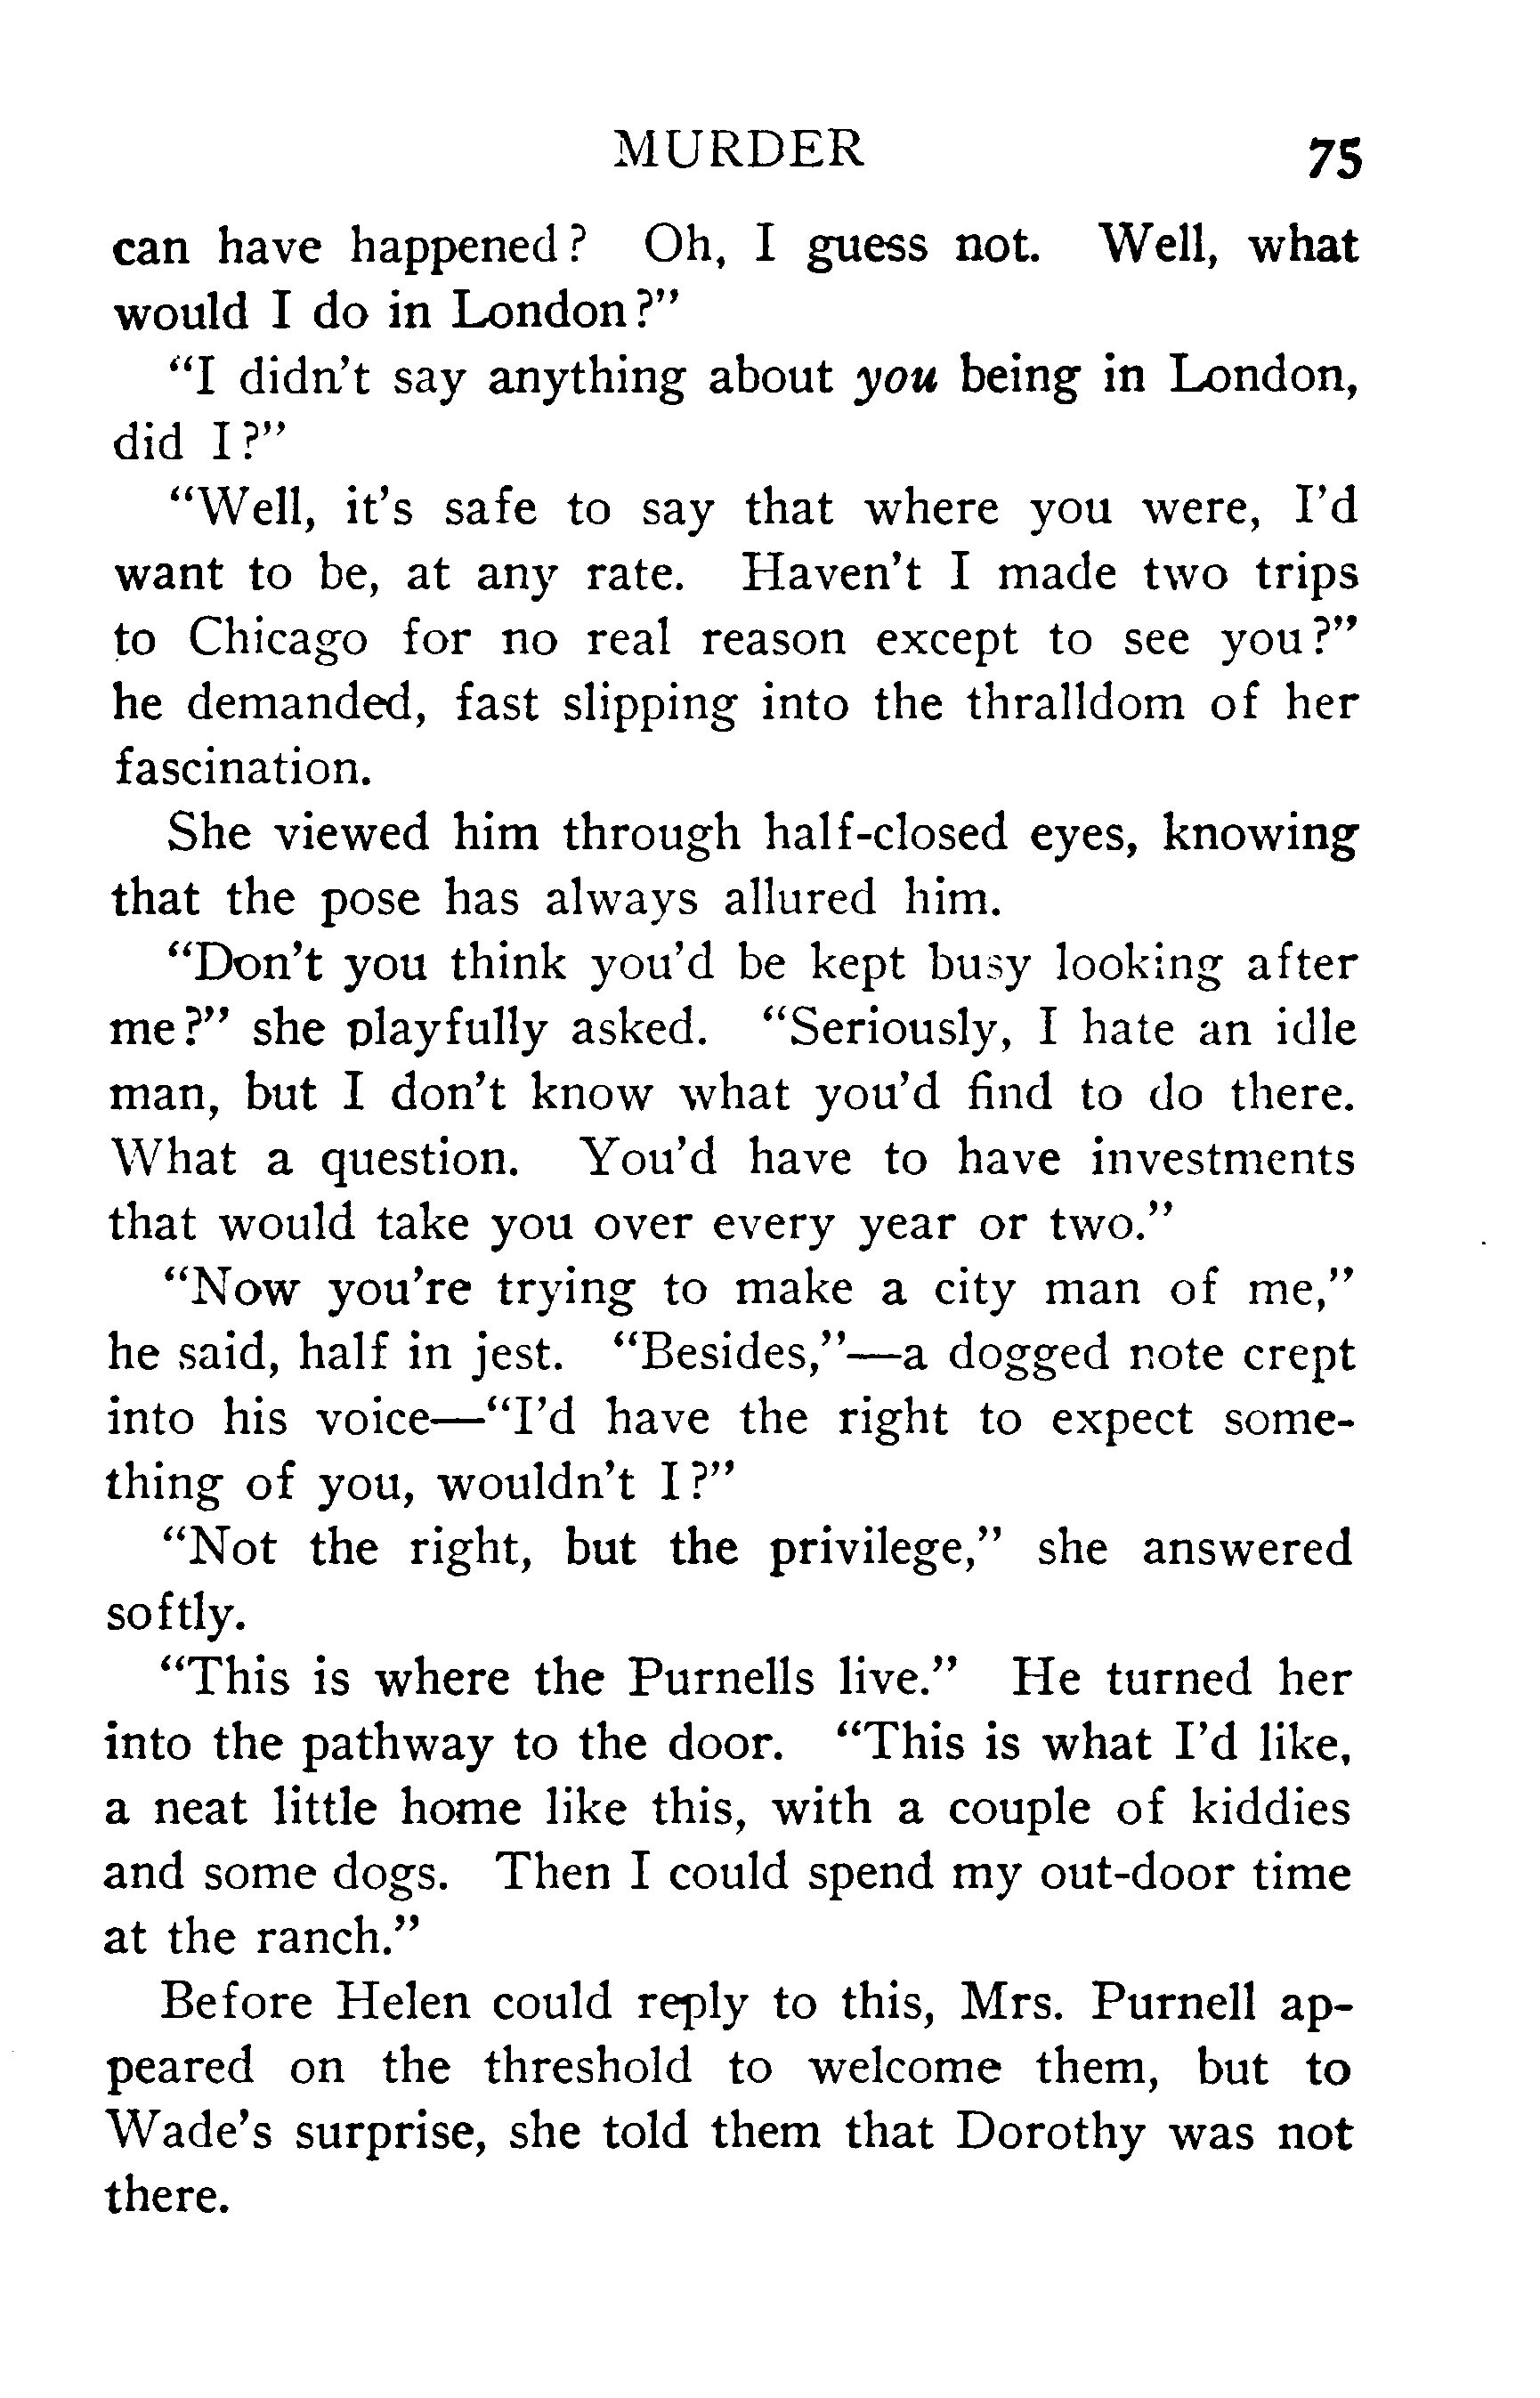 MURDER 75
can have happened? Oh, I guess not. Well, what
would I do in London?"
"I didn't say anything about you being in London,
did I?"
"Well, it's safe to say that where you were, I'd
want to be, at any rate. Haven't I made two trips
to Chicago for no real reason except to see you?"
he demanded, fast slipping into the thralldom of her
fascination.
She viewed him through half-closed eyes, knowing
that the pose has always allured him.
"Don't you think you'd be kept busy looking after
me?" she playfully asked. "Seriously, I hate an idle
man, but I don't know what you'd find to do there.
What a question. You'd have to have investments
that would take you over every year or two."
"Now you're trying to make a city man of me,"
he said, half in jest. "Besides,"—a dogged note crept
into his voice—"I'd have the right to expect some-
thing of you, wouldn't I?"
"Not the right, but the privilege," she answered
softly.
"This is where the Purnells live." He turned her
into the pathway to the door. "This is what I'd like,
a neat little home like this, with a couple of kiddies
and some dogs. Then I could spend my out-door time
at the ranch."
Before Helen could reply to this, Mrs. Purnell ap-
peared on the threshold to welcome them, but to
Wade's surprise, she told them that Dorothy was not
there.